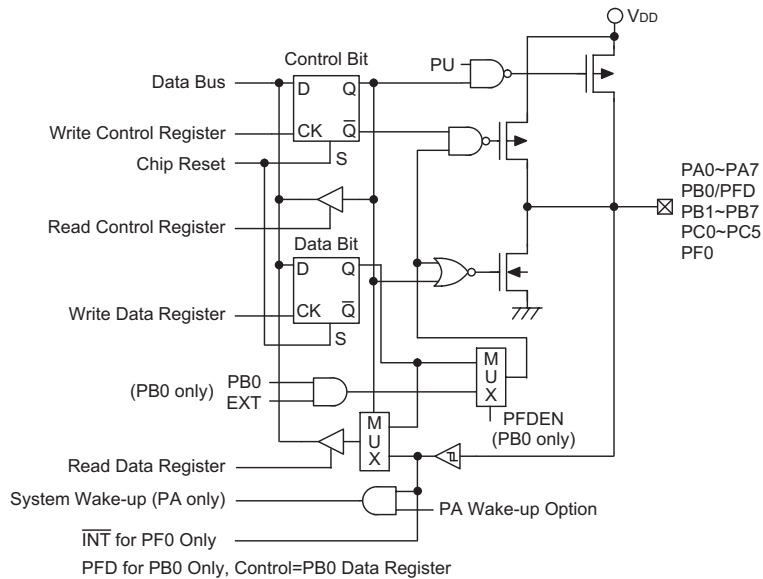 VDD
Control Bit
PU
Data Bus
D
Q
Write Control Register
CK
Q
Chip Reset
S
PA0~PA7
PB0/PFD
PB1~PB7
PC0~PC5
PF0
Read Control Register
Data Bit
D
Q
Write Data Register
CK
Q
S
MUX
(PB0 only)
PB0
EXT
PFDEN
(PB0 only)
MUX
Read Data Register
System Wake-up (PA only)
PA Wake-up Option
INT for PF0 Only
PFD for PB0 Only, Control=PB0 Data Register